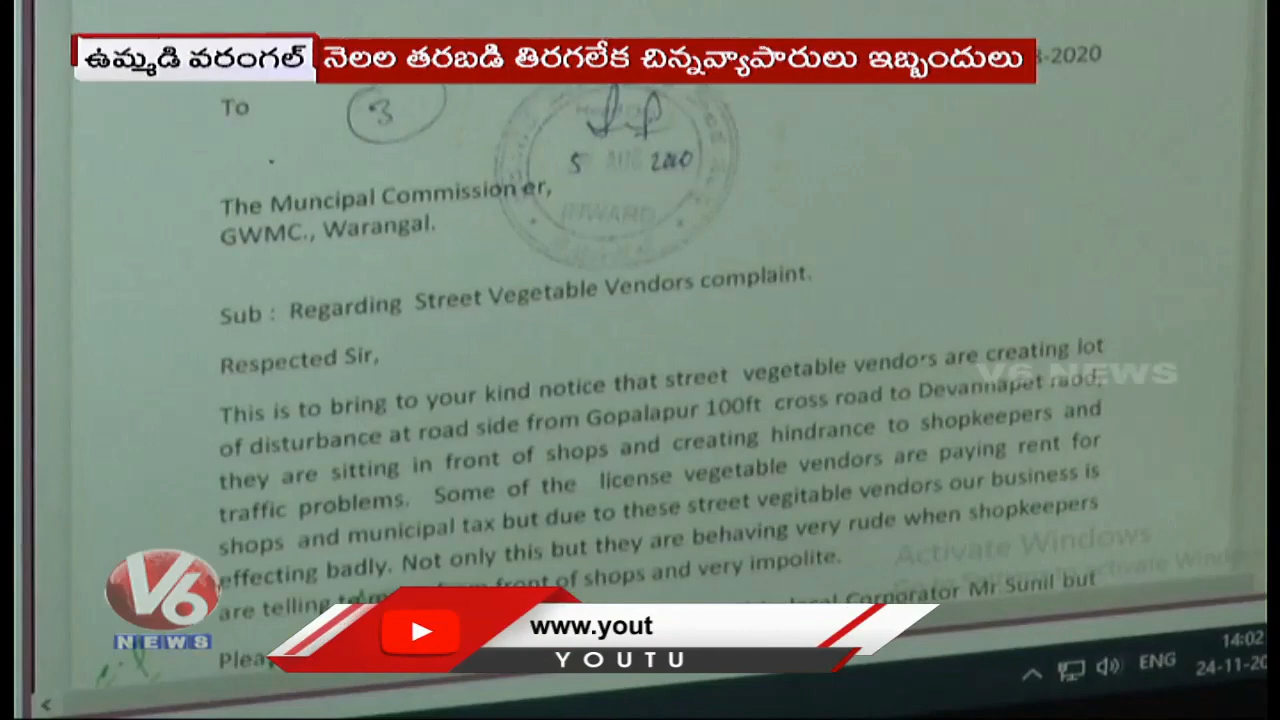 ఉమ్మడి వరంగల్ నెలల తరబడి తిరగలేక చిన్నవ్యాపారులు ఇబ్బందులు
-2020
To
3
5 AUG 2020
The Muncipal Commissioner,
GWMC., Warangal.
Sub : Regarding Street Vegetable Vendors complaint.
Respected Sir,
This is to bring to your kind notice that street vegetable vendors are creating lot
of disturbance at road side from Gopalapur 100ft cross road to Devannapet raod,
they are sitting in front of shops and creating hindrance to shopkeepers and
traffic problems. Some of the license vegetable vendors are paying rent for
shops and municipal tax but due to these street vegitable vendors our business is
effecting badly. Not only this but they are behaving very rude when shopkeepers
are telling to front of shops and very impolite.
Corporator Mr Sunil but
V6 NEWS
Activate Windows
V6
NEWS
www.yout
YOUTU
ENG
14:02
24-11-20